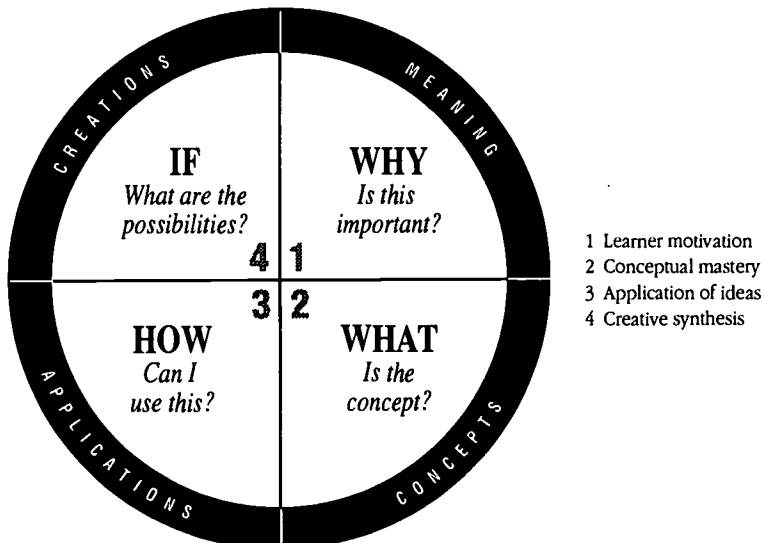 CREATIONS
MEANING
IF
What are the
possibilities?
WHY
Is this
important?
4 1
3 2
HOW
Can I
use this?
WHAT
Is the
concept?
APPLICATIONS
CONCEPTS
1 Learner motivation
2 Conceptual mastery
3 Application of ideas
4 Creative synthesis